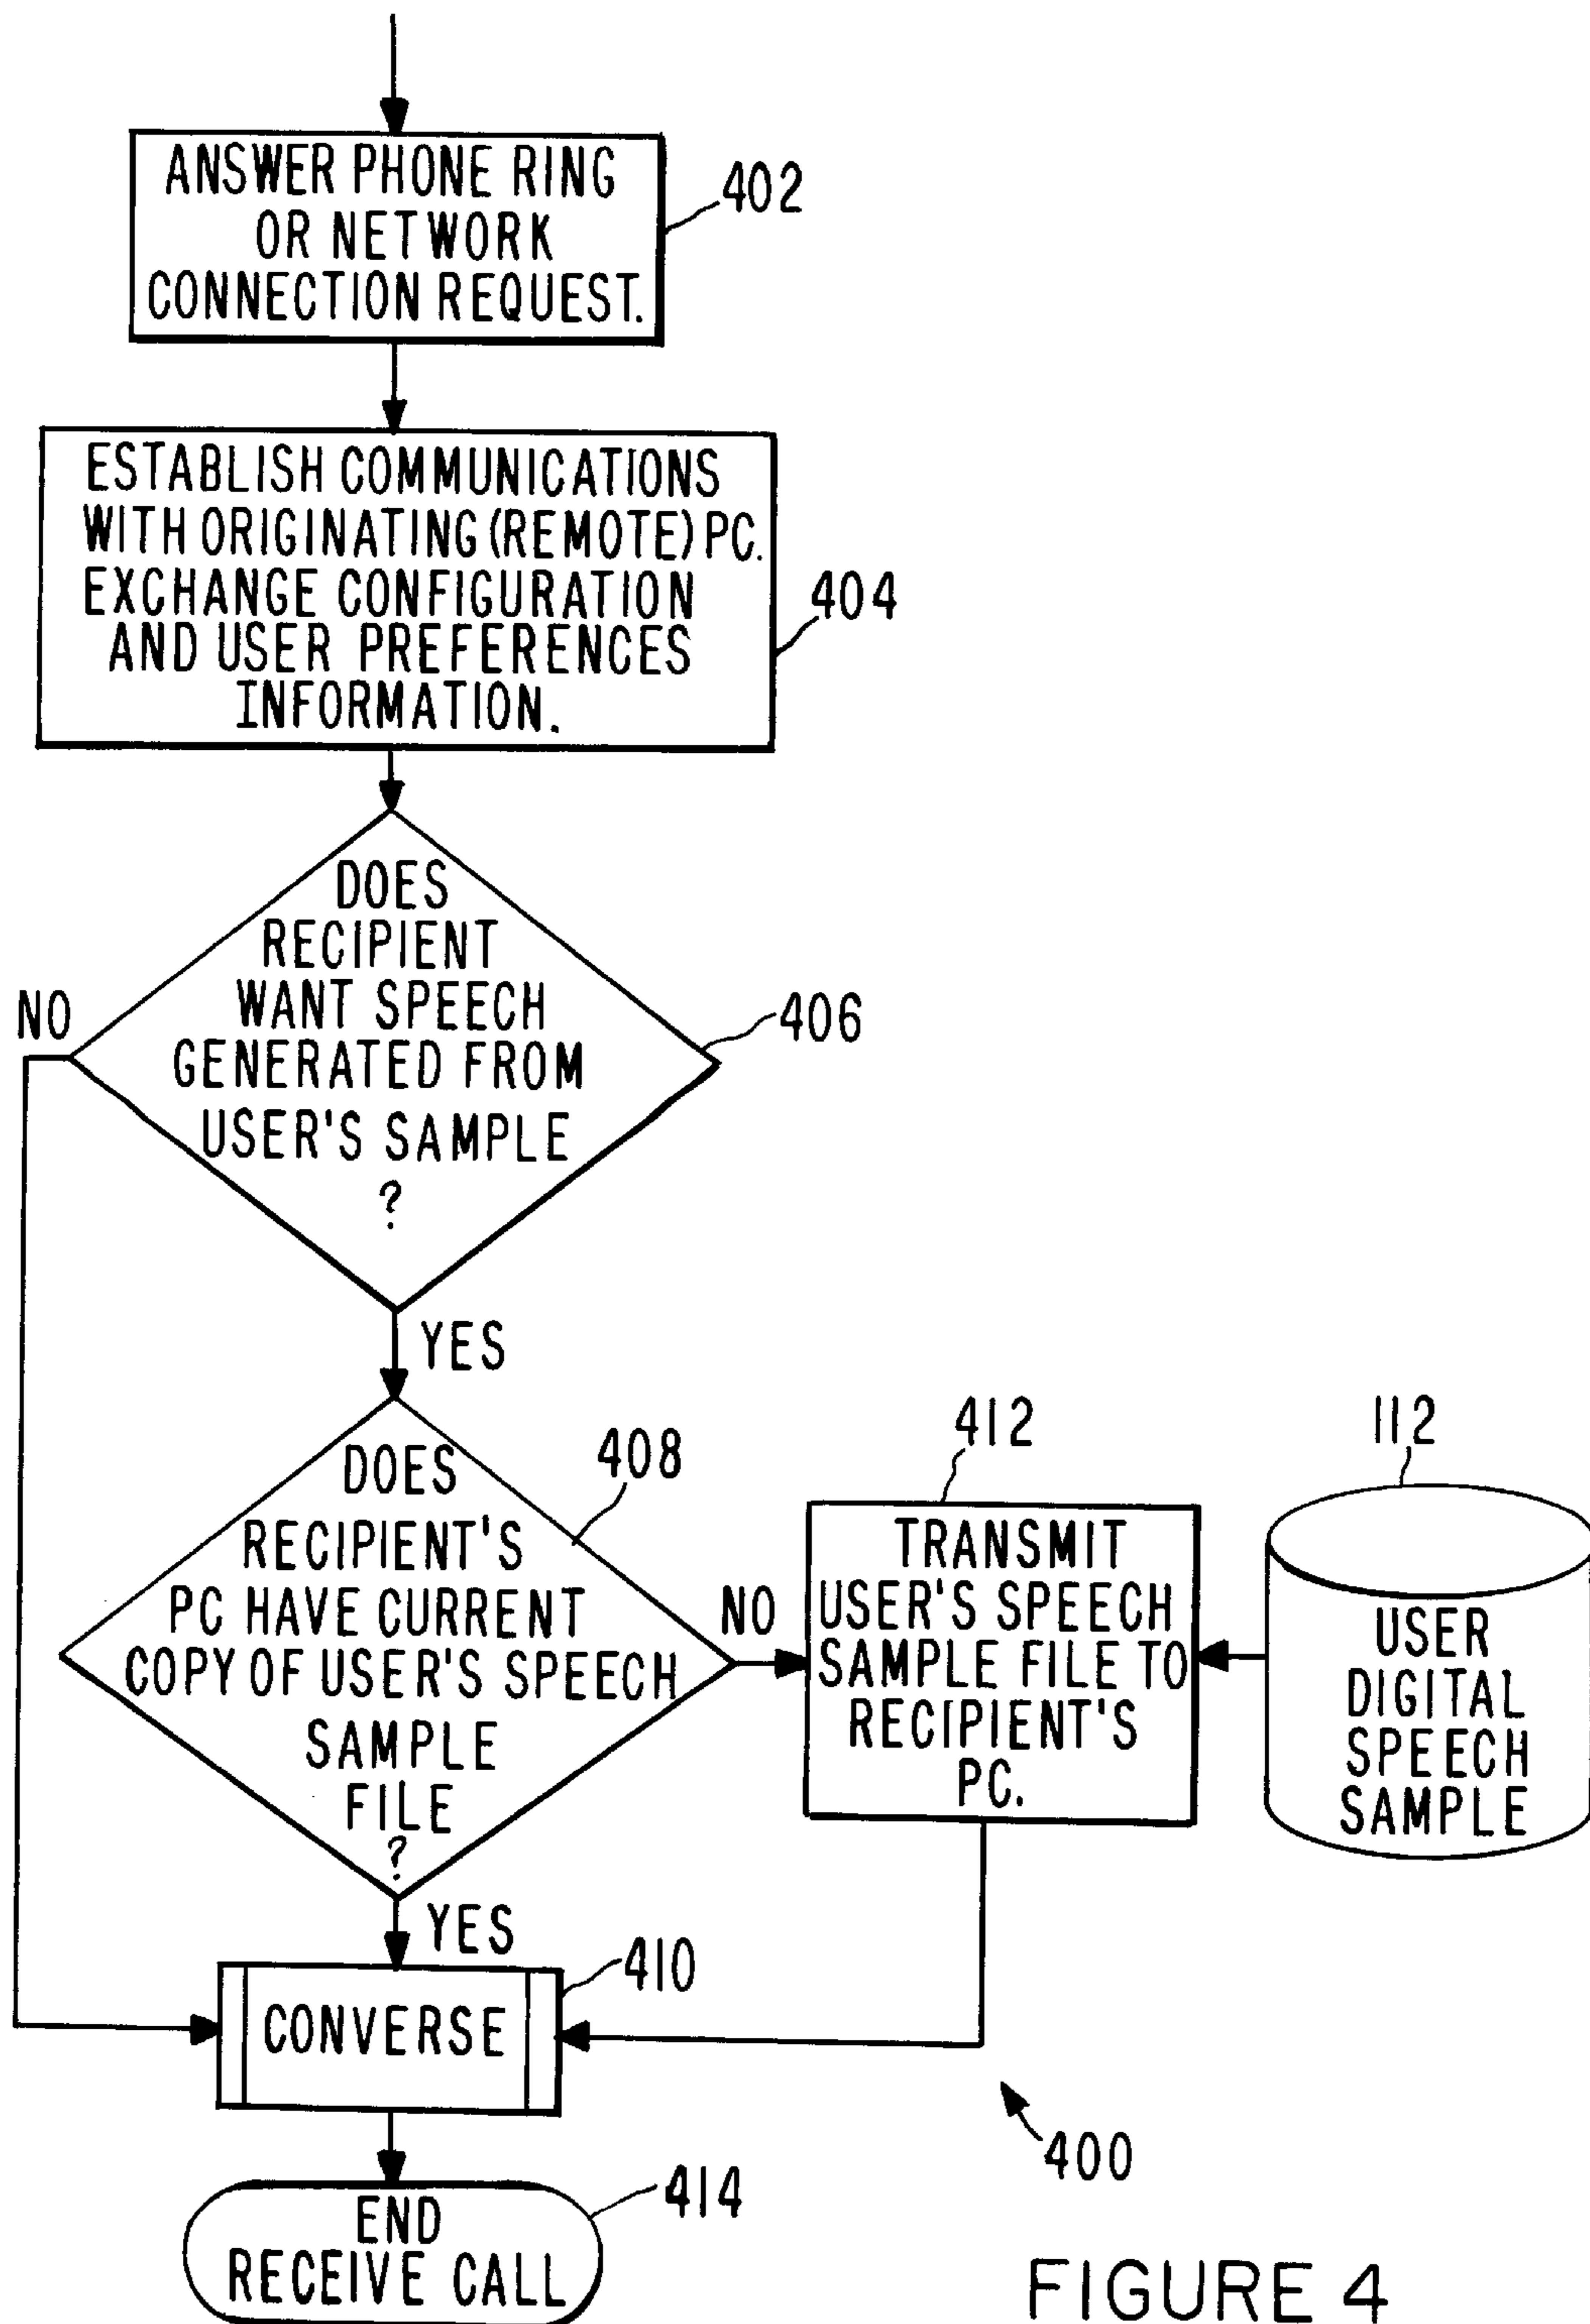 ANSWER PHONE RING
OR NETWORK
CONNECTION REQUEST.
402
ESTABLISH COMMUNICATIONS
WITH ORIGINATING (REMOTE) PC.
EXCHANGE CONFIGURATION
AND USER PREFERENCES
INFORMATION.
404
DOES
RECIPIENT
WANT SPEECH
GENERATED FROM
USER'S SAMPLE
?
NO
406
YES
DOES
RECIPIENT'S
PC HAVE CURRENT
COPY OF USER'S SPEECH
SAMPLE
FILE
?
408
NO
412
TRANSMIT
USER'S SPEECH
SAMPLE FILE TO
RECIPIENT'S
PC.
112
USER
DIGITAL
SPEECH
SAMPLE
YES
CONVERSE
410
400
END
RECEIVE CALL
414
FIGURE 4